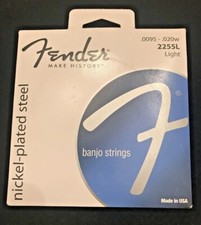 Fender
MAKE HISTORY
.0095 - .020w
2255L
Light
nickel-plated steel
F
banjo strings
Made in USA